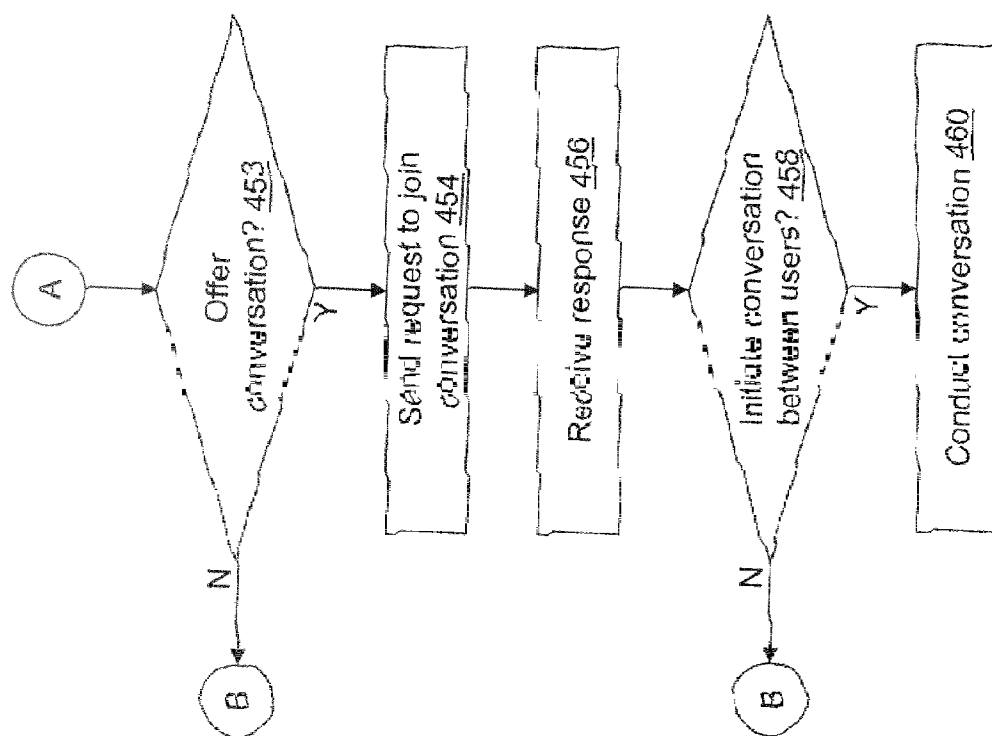 A
Offer
conversation? 453
Y
N
B
Send request to join
conversation 454
Receive response 456
Initiate conversation
between users? 458
Y
N
B
Conduct conversation 460